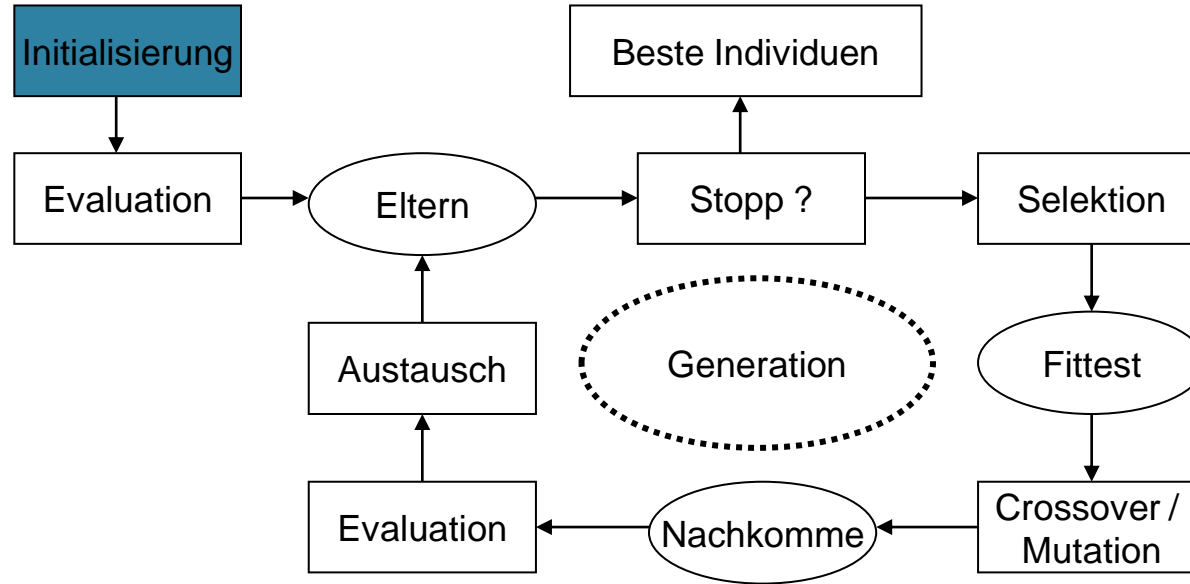 Initialisierung
Beste Individuen
Evaluation
Eltern
Stopp ?
Selektion
Austausch
Generation
Fittest
Evaluation
Nachkomme
Crossover /
Mutation